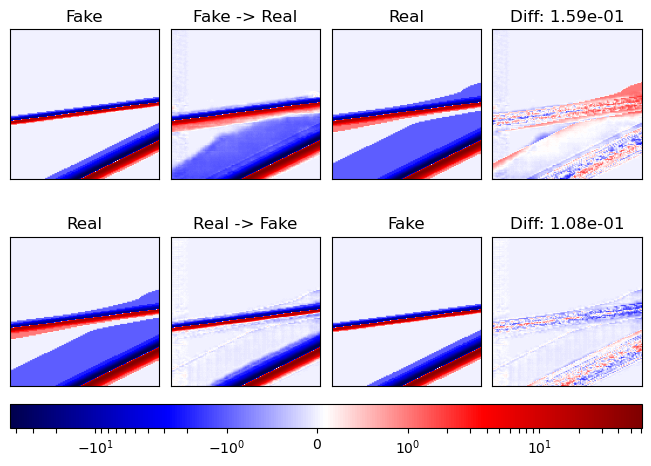 Fake
Fake -> Real
Real
Diff: 1.59e-01
Real
Real -> Fake
Fake
Diff: 1.08e-01
−10¹
−10⁰
0
10⁰
10¹